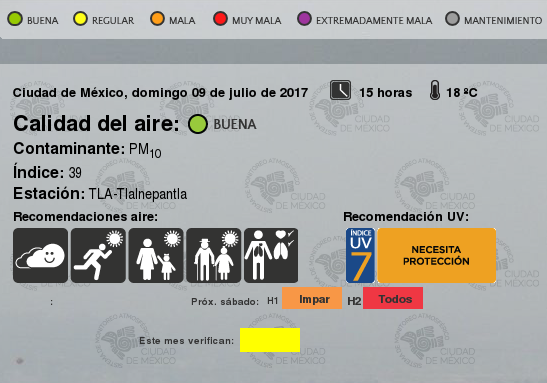 BUENA REGULAR MALA MUY MALA EXTREMADAMENTE MALA MANTENIMIENTO
Ciudad de México, domingo 09 de julio de 2017 15 horas 18 ºC
Calidad del aire: BUENA
Contaminante: PM10
Índice: 39
Estación: TLA-Tlalnepantla
Recomendaciones aire: Recomendación UV:
ÍNDICE UV 7 NECESITA PROTECCIÓN
: Próx. sábado: H1 Impar H2 Todos
Este mes verifican: